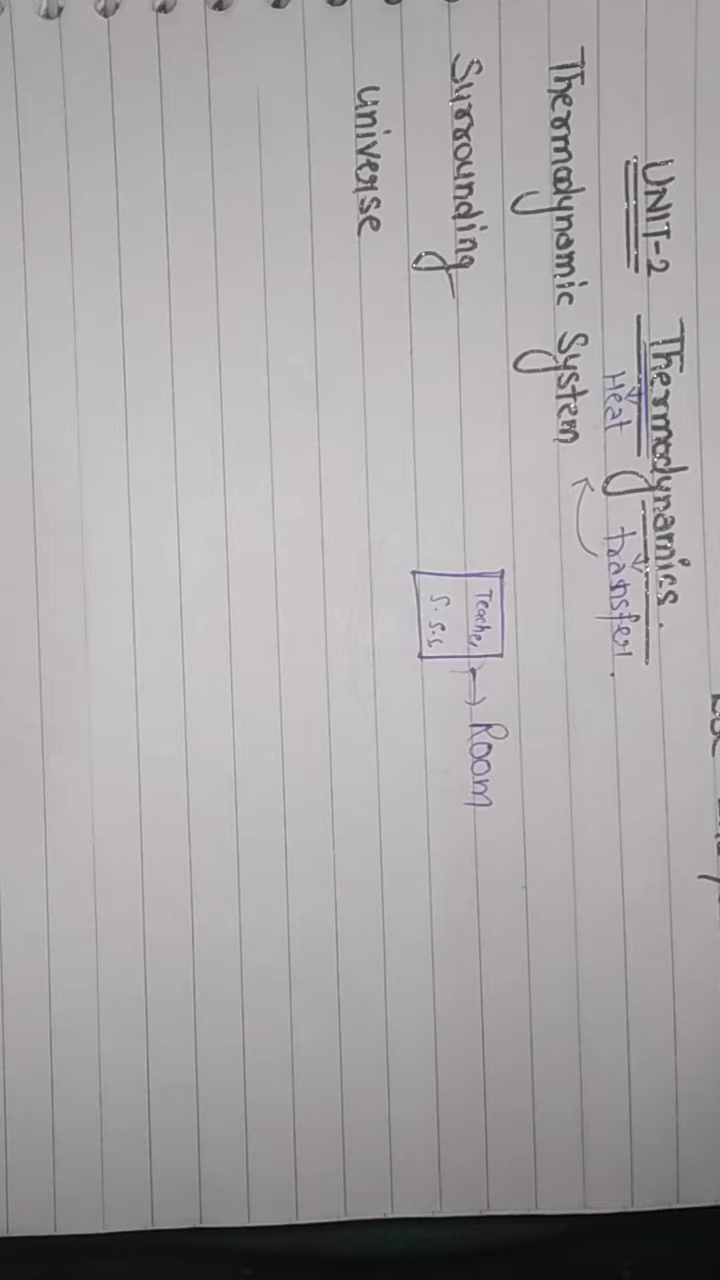 UNIT-2 Thermodynamics.
Heat transfer.
Thermodynamic System
Surrounding
Teacher
S.S.S
→ Room
universe